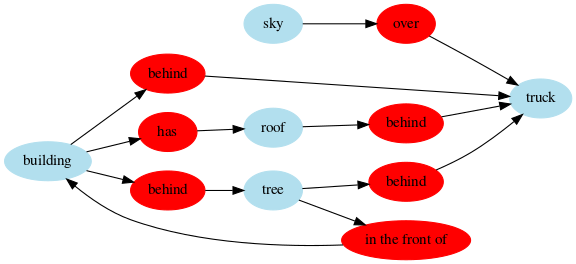 sky
over
behind
truck
has
roof
behind
building
behind
tree
behind
in the front of